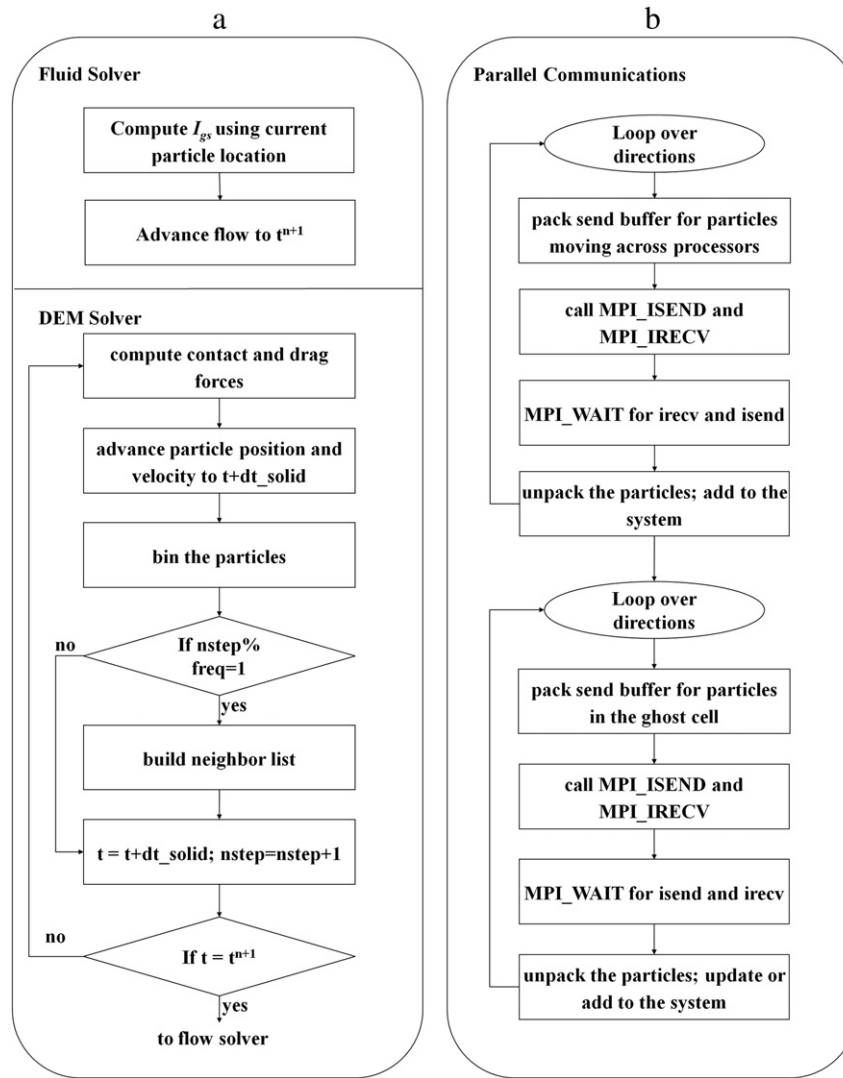 a
Fluid Solver
Compute I_gs using current
particle location
Advance flow to t^n+1
DEM Solver
compute contact and drag
forces
advance particle position and
velocity to t+dt_solid
bin the particles
If nstep%
freq=1
no
yes
build neighbor list
t = t+dt_solid; nstep=nstep+1
no
If t = t^n+1
yes
to flow solver
b
Parallel Communications
Loop over
directions
pack send buffer for particles
moving across processors
call MPI_ISEND and
MPI_IRECV
MPI_WAIT for irecv and isend
unpack the particles; add to the
system
Loop over
directions
pack send buffer for particles
in the ghost cell
call MPI_ISEND and
MPI_IRECV
MPI_WAIT for isend and irecv
unpack the particles; update or
add to the system